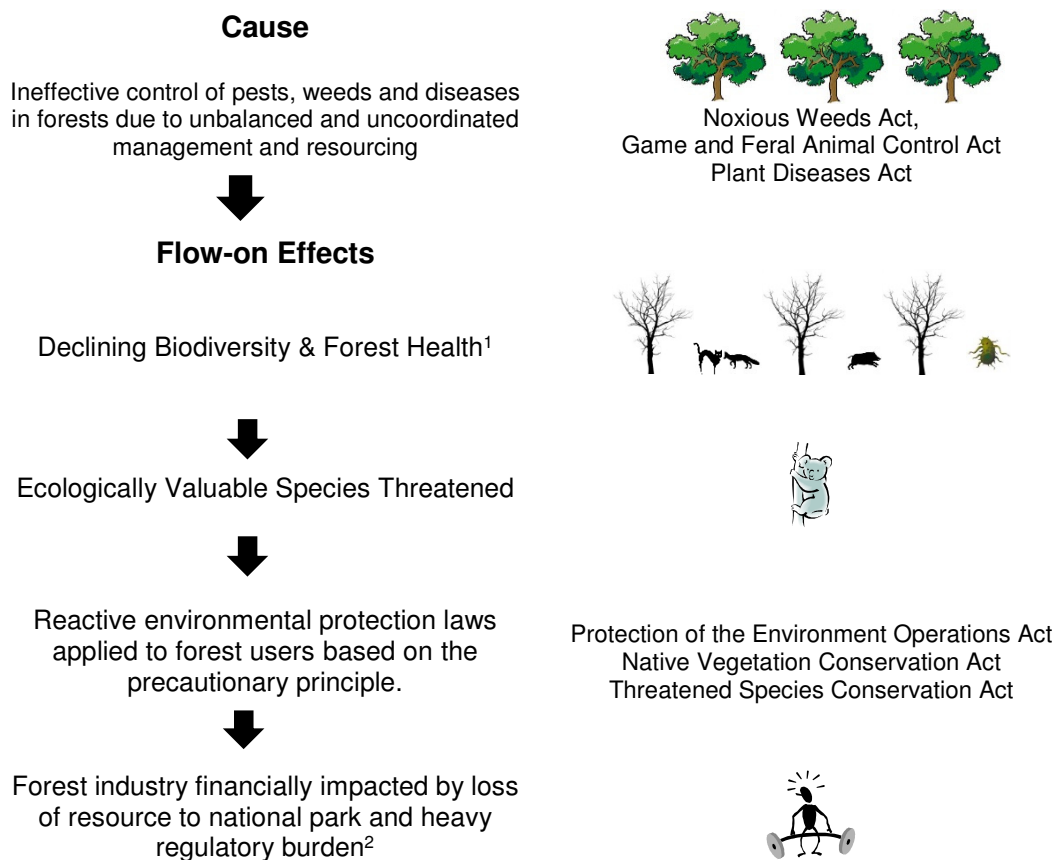 Cause
Ineffective control of pests, weeds and diseases
in forests due to unbalanced and uncoordinated
management and resourcing
Noxious Weeds Act,
Game and Feral Animal Control Act
Plant Diseases Act
Flow-on Effects
Declining Biodiversity & Forest Health¹
Ecologically Valuable Species Threatened
Reactive environmental protection laws
applied to forest users based on the
precautionary principle.
Protection of the Environment Operations Act
Native Vegetation Conservation Act
Threatened Species Conservation Act
Forest industry financially impacted by loss
of resource to national park and heavy
regulatory burden²